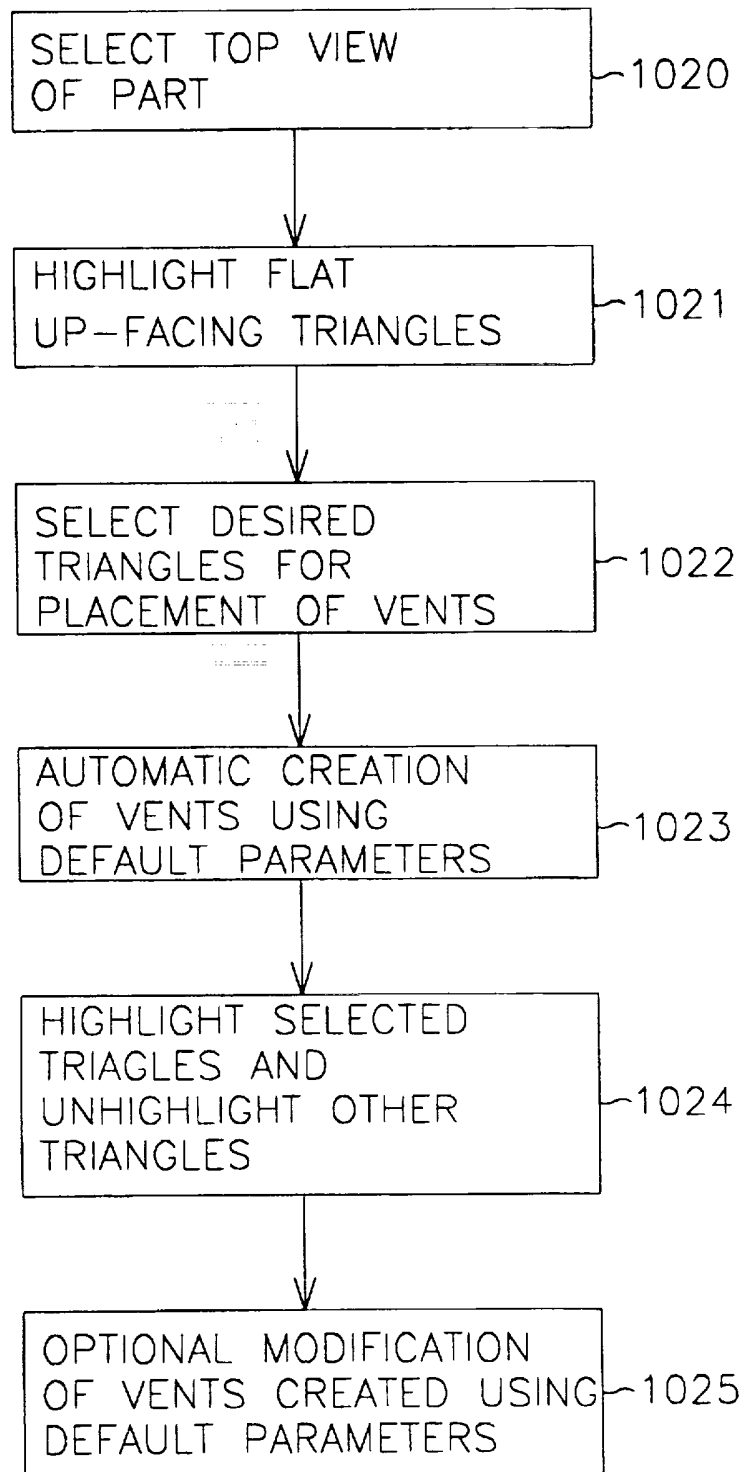 SELECT TOP VIEW
OF PART
1020
HIGHLIGHT FLAT
UP-FACING TRIANGLES
1021
SELECT DESIRED
TRIANGLES FOR
PLACEMENT OF VENTS
1022
AUTOMATIC CREATION
OF VENTS USING
DEFAULT PARAMETERS
1023
HIGHLIGHT SELECTED
TRIAGLES AND
UNHIGHLIGHT OTHER
TRIANGLES
1024
OPTIONAL MODIFICATION
OF VENTS CREATED USING
DEFAULT PARAMETERS
1025